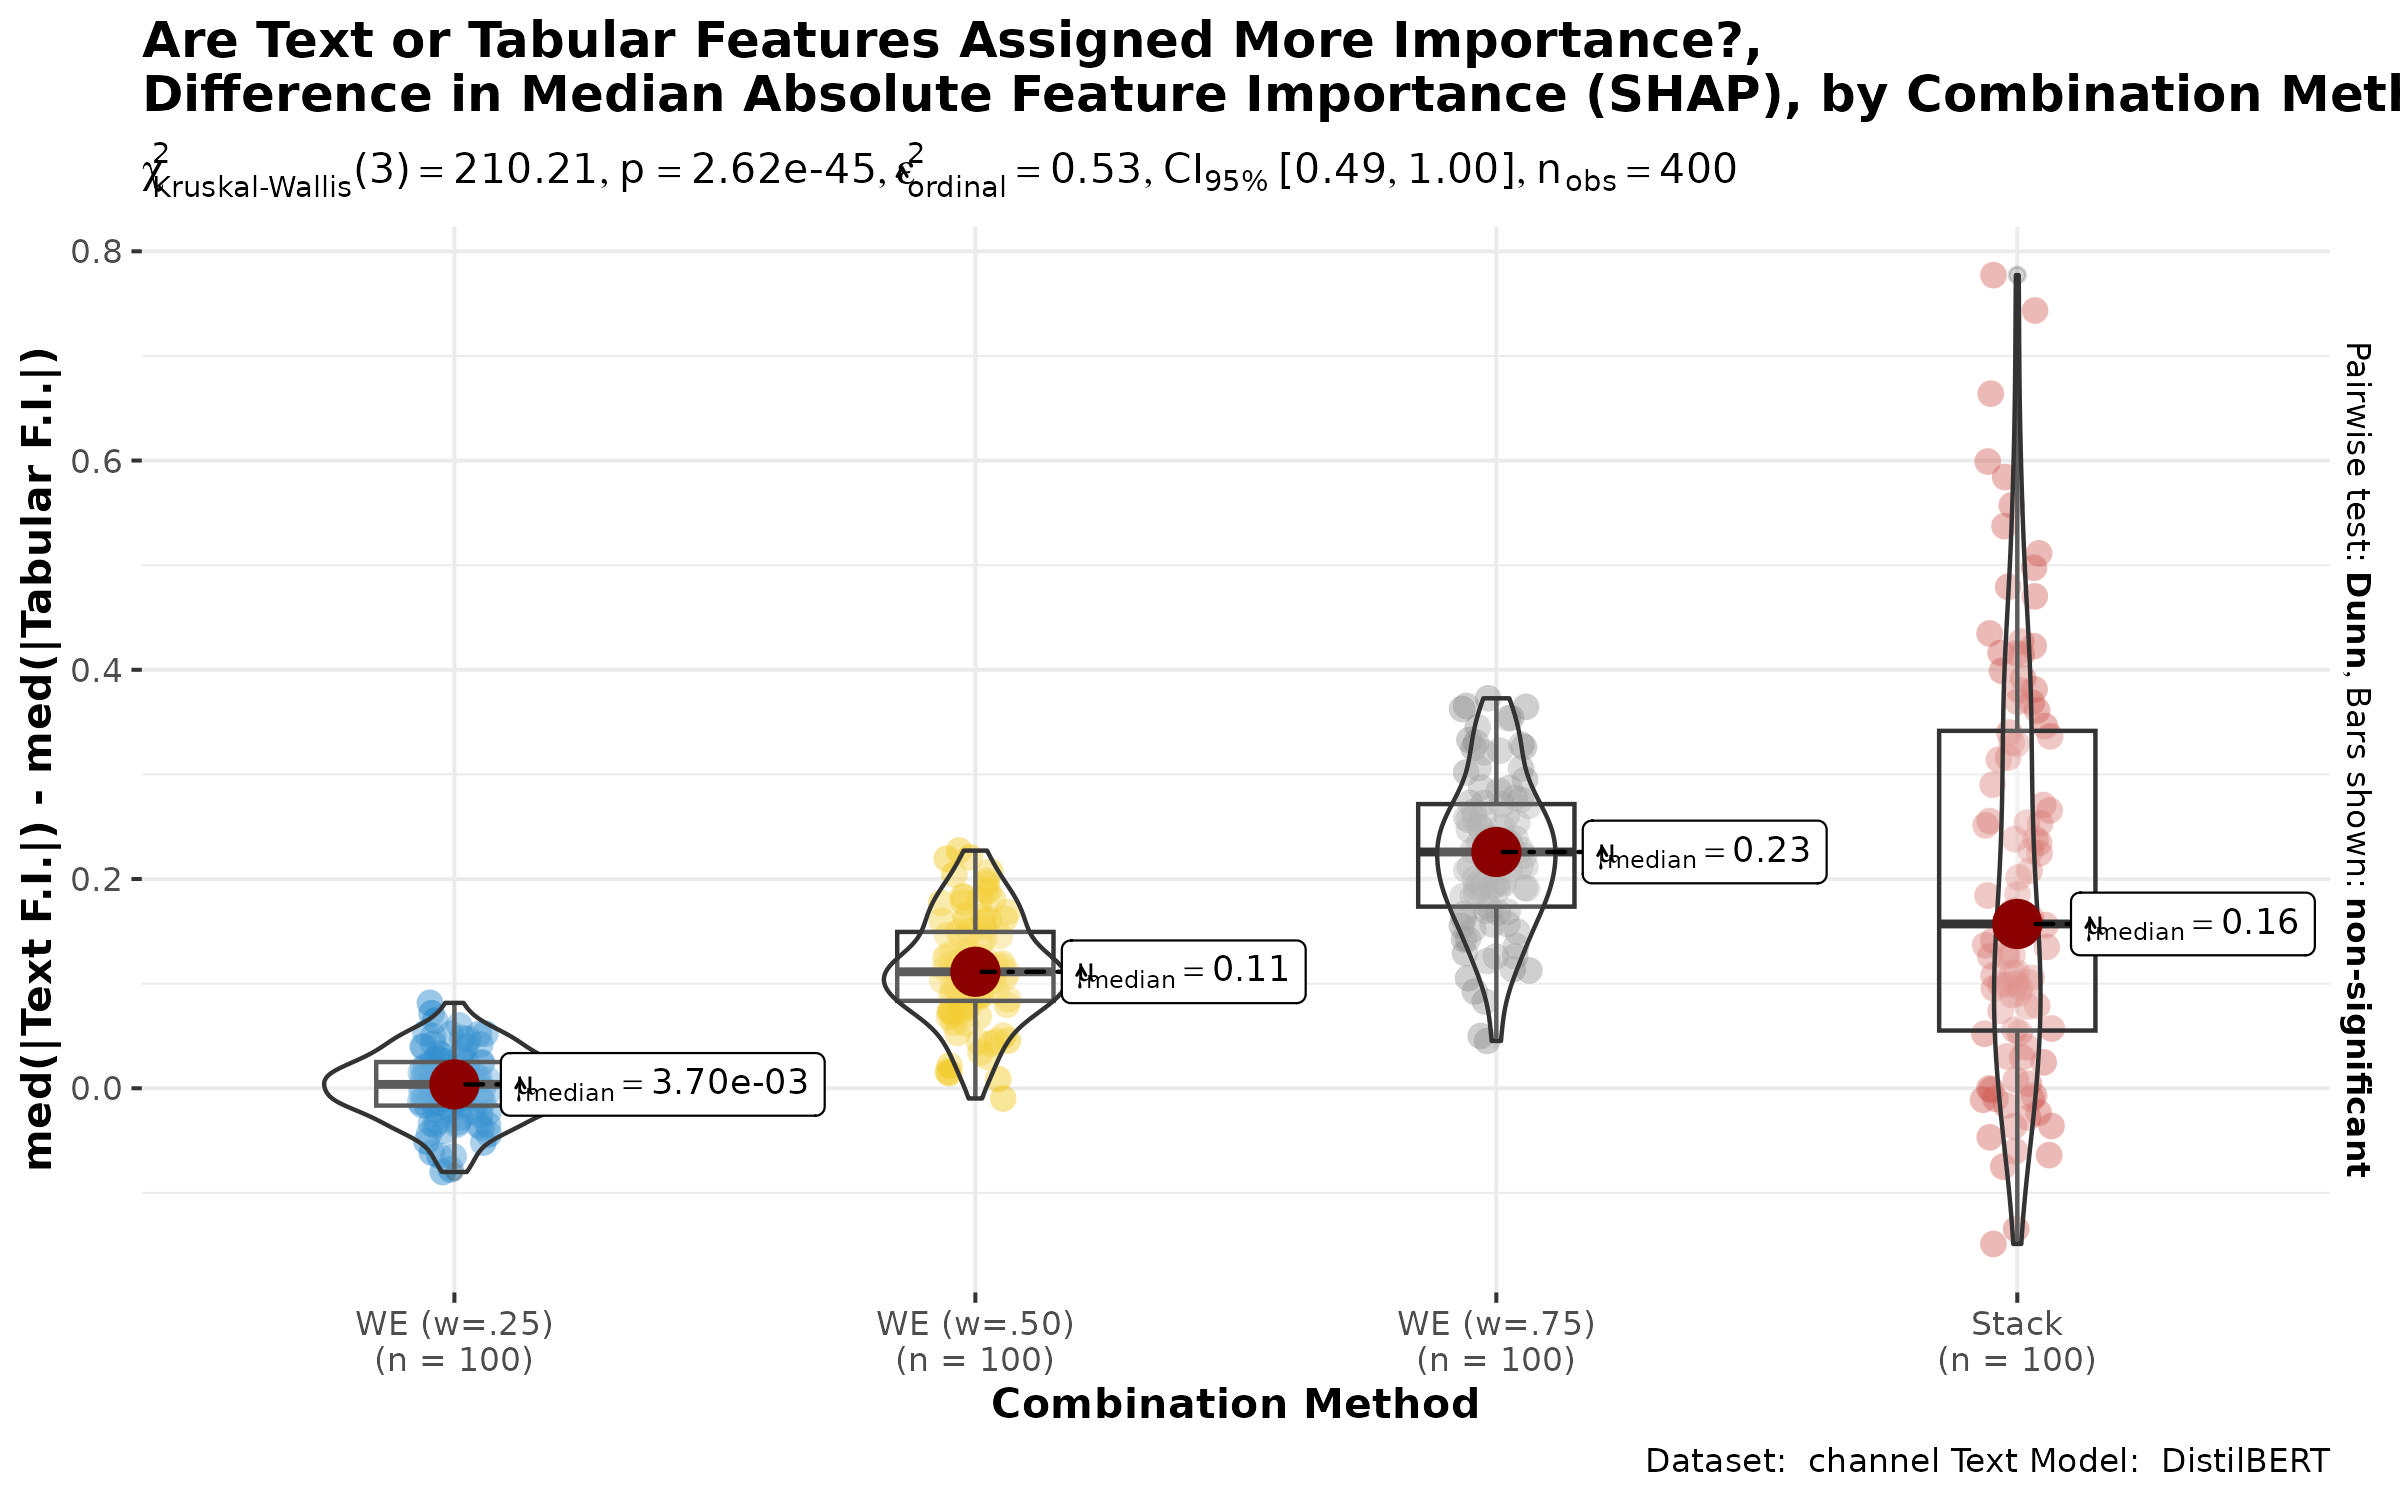 Are Text or Tabular Features Assigned More Importance?,
Difference in Median Absolute Feature Importance (SHAP), by Combination Meth
χ²Kruskal-Wallis(3) = 210.21, p = 2.62e-45, ε²ordinal = 0.53, CI95% [0.49, 1.00], nobs = 400
med(|Text F.I.|) - med(|Tabular F.I.|)
0.8
0.6
0.4
0.2
0.0
μ̂median = 3.70e-03
μ̂median = 0.11
μ̂median = 0.23
μ̂median = 0.16
Pairwise test: Dunn, Bars shown: non-significant
WE (w=.25)
(n = 100)
WE (w=.50)
(n = 100)
WE (w=.75)
(n = 100)
Stack
(n = 100)
Combination Method
Dataset:  channel Text Model:  DistilBERT